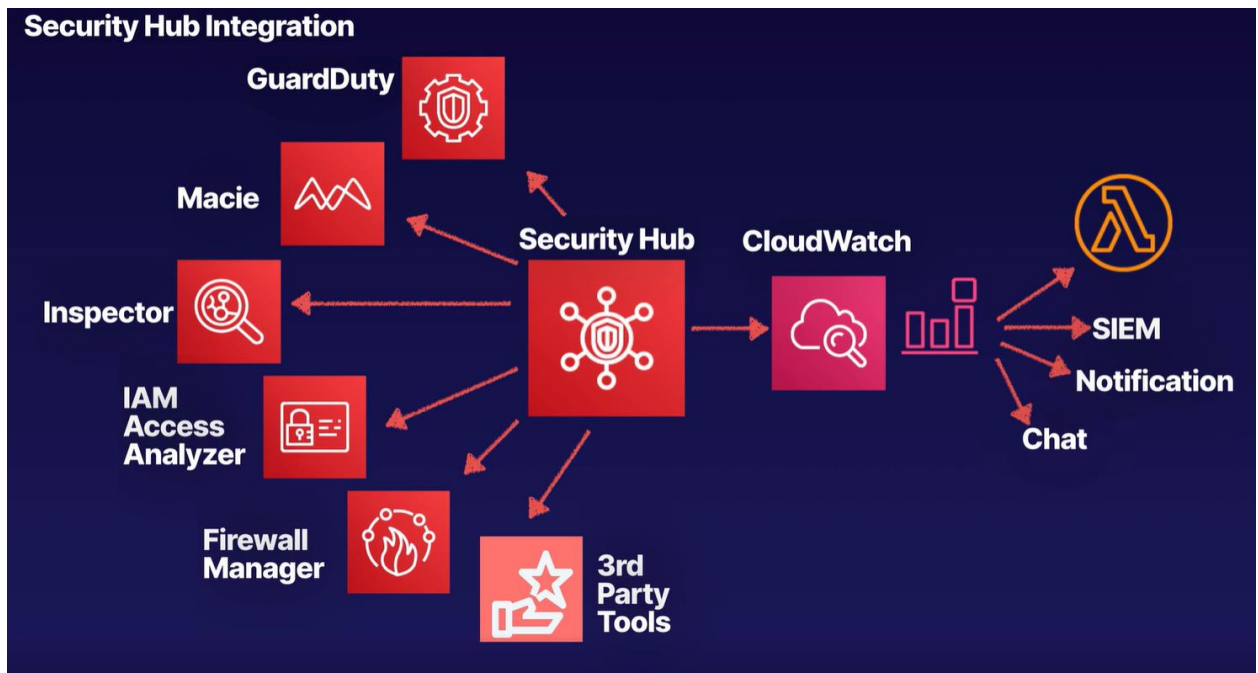 Security Hub Integration
GuardDuty
Macie
Security Hub
CloudWatch
Inspector
SIEM
Notification
IAM
Access
Analyzer
Chat
Firewall
Manager
3rd
Party
Tools